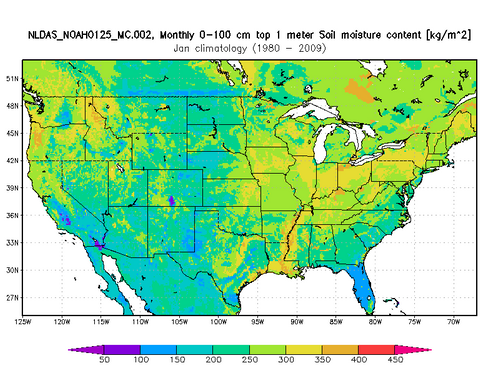 NLDAS_NOAH0125_MC.002, Monthly 0-100 cm top 1 meter Soil moisture content [kg/m^2]
Jan climatology (1980 - 2009)
51N
48N
45N
42N
39N
36N
33N
30N
27N
125W 120W 115W 110W 105W 100W 95W 90W 85W 80W 75W 70W
50 100 150 200 250 300 350 400 450